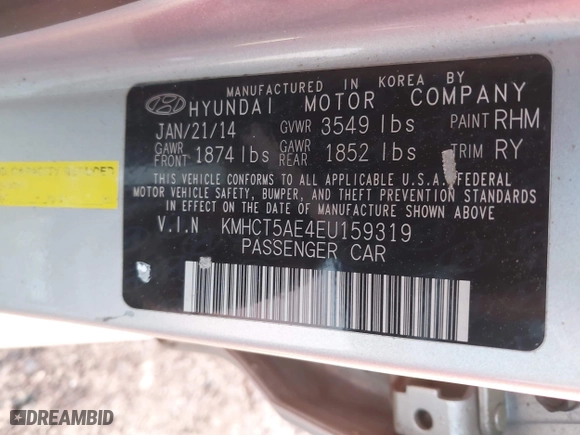 MANUFACTURED IN KOREA BY
HYUNDAI MOTOR COMPANY
JAN/21/14 GVWR 3549 lbs PAINT RHM
GAWR FRONT 1874 lbs GAWR REAR 1852 lbs TRIM RY
THIS VEHICLE CONFORMS TO ALL APPLICABLE U.S.A. FEDERAL
MOTOR VEHICLE SAFETY, BUMPER, AND THEFT PREVENTION STANDARDS
IN EFFECT ON THE DATE OF MANUFACTURE SHOWN ABOVE.
V.I.N KMHCT5AE4EU159319
PASSENGER CAR
DREAMBID